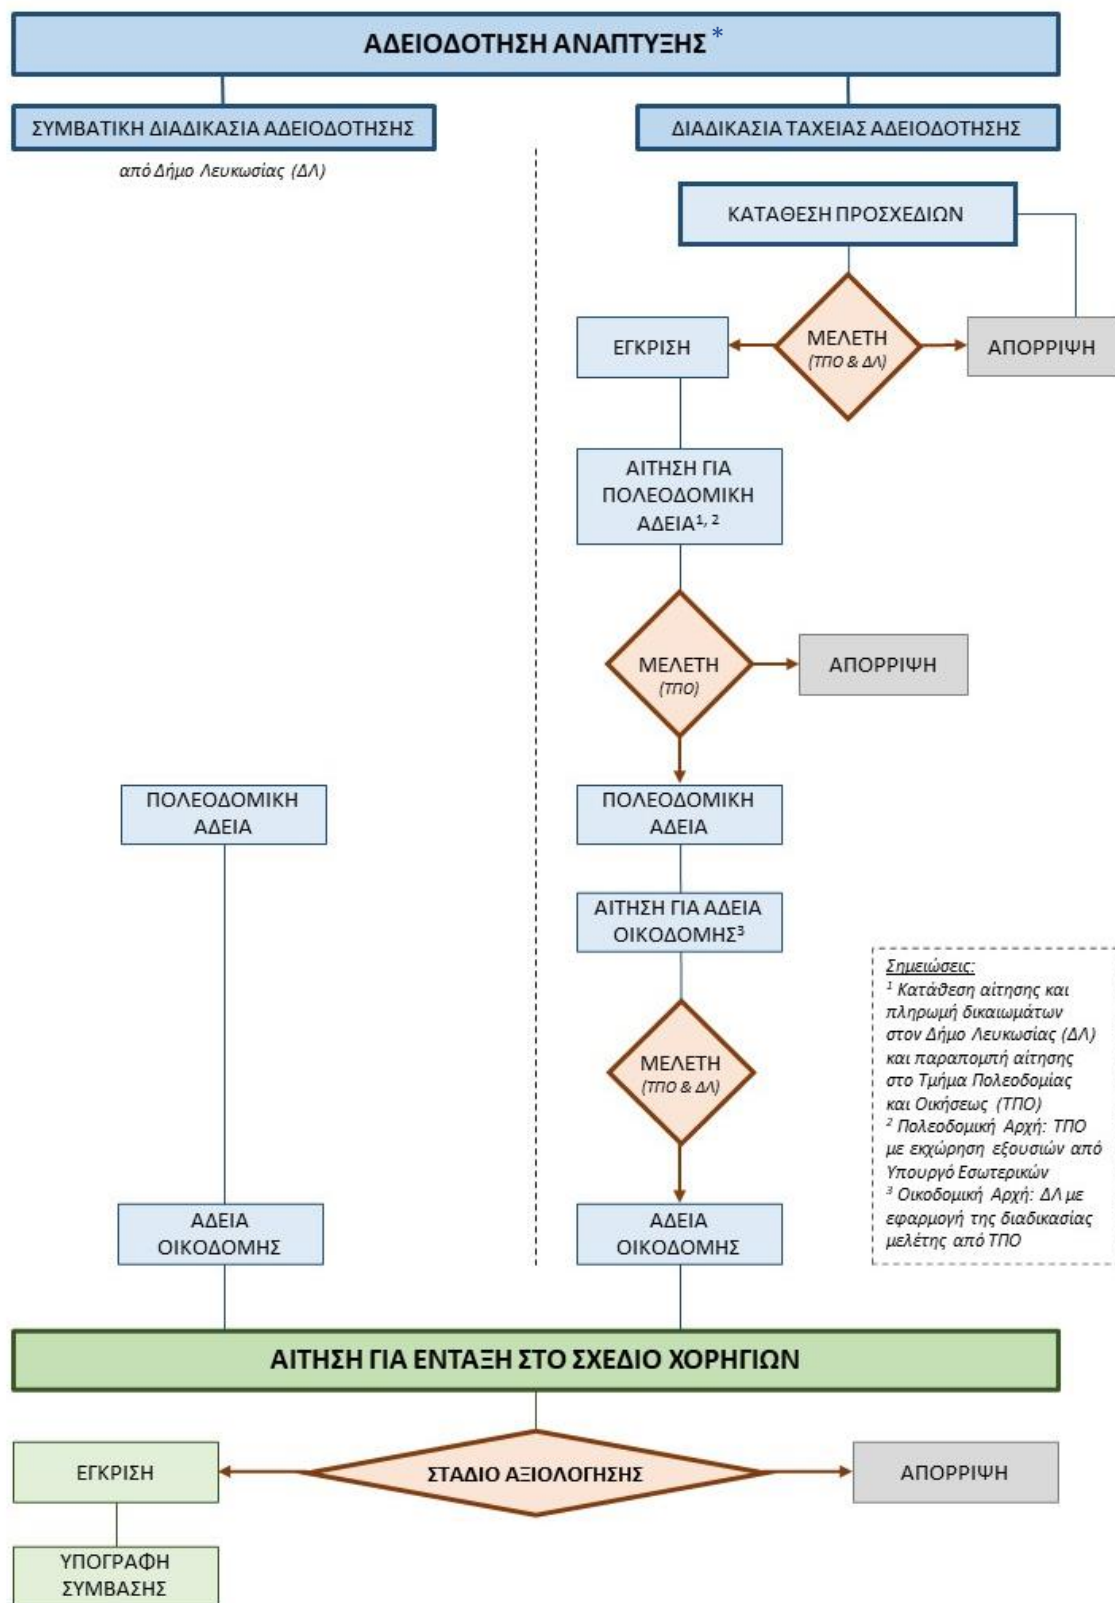 ΑΔΕΙΟΔΟΤΗΣΗ ΑΝΑΠΤΥΞΗΣ *
ΣΥΜΒΑΤΙΚΗ ΔΙΑΔΙΚΑΣΙΑ ΑΔΕΙΟΔΟΤΗΣΗΣ
από Δήμο Λευκωσίας (ΔΛ)
ΔΙΑΔΙΚΑΣΙΑ ΤΑΧΕΙΑΣ ΑΔΕΙΟΔΟΤΗΣΗΣ
ΚΑΤΑΘΕΣΗ ΠΡΟΣΧΕΔΙΩΝ
ΜΕΛΕΤΗ
(ΤΠΟ & ΔΛ)
ΕΓΚΡΙΣΗ
ΑΠΟΡΡΙΨΗ
ΑΙΤΗΣΗ ΓΙΑ
ΠΟΛΕΟΔΟΜΙΚΗ
ΑΔΕΙΑ¹, ²
ΜΕΛΕΤΗ
(ΤΠΟ)
ΑΠΟΡΡΙΨΗ
ΠΟΛΕΟΔΟΜΙΚΗ
ΑΔΕΙΑ
ΠΟΛΕΟΔΟΜΙΚΗ
ΑΔΕΙΑ
ΑΙΤΗΣΗ ΓΙΑ ΑΔΕΙΑ
ΟΙΚΟΔΟΜΗΣ³
ΜΕΛΕΤΗ
(ΤΠΟ & ΔΛ)
Σημειώσεις:
¹ Κατάθεση αίτησης και
πληρωμή δικαιωμάτων
στον Δήμο Λευκωσίας (ΔΛ)
και παραπομπή αίτησης
στο Τμήμα Πολεοδομίας
και Οικήσεως (ΤΠΟ)
² Πολεοδομική Αρχή: ΤΠΟ
με εκχώρηση εξουσιών από
Υπουργό Εσωτερικών
³ Οικοδομική Αρχή: ΔΛ με
εφαρμογή της διαδικασίας
μελέτης από ΤΠΟ
ΑΔΕΙΑ
ΟΙΚΟΔΟΜΗΣ
ΑΔΕΙΑ
ΟΙΚΟΔΟΜΗΣ
ΑΙΤΗΣΗ ΓΙΑ ΕΝΤΑΞΗ ΣΤΟ ΣΧΕΔΙΟ ΧΟΡΗΓΙΩΝ
ΕΓΚΡΙΣΗ
ΣΤΑΔΙΟ ΑΞΙΟΛΟΓΗΣΗΣ
ΑΠΟΡΡΙΨΗ
ΥΠΟΓΡΑΦΗ
ΣΥΜΒΑΣΗΣ